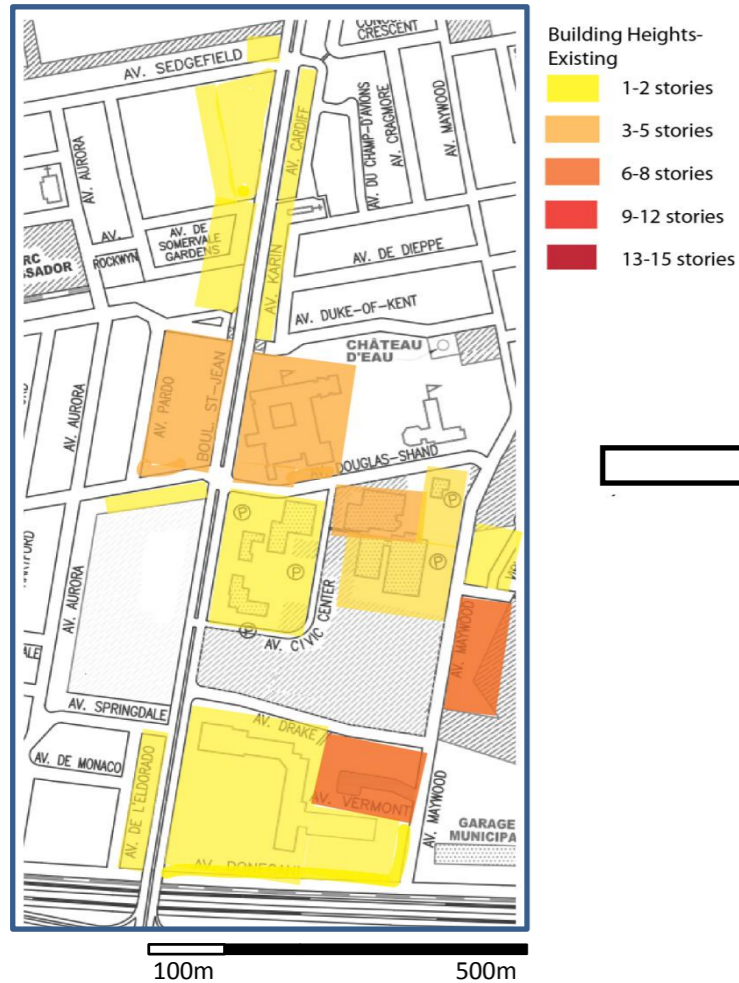 CRESCENT
AV. SEDGEFIELD
AV. AURORA
AV. CARDIFF
AV. DU CHAMP-D'AVIONS
AV. CRAGMORE
AV. MAYWOOD
AV.
ROCKWYN
AV. DE
SOMERVALE
GARDENS
AV. KARIN
AV. DE DIEPPE
AV. DUKE-OF-KENT
CHÂTEAU
D'EAU
AV. AURORA
AV. PARDO
BOUL. ST-JEAN
AV. DOUGLAS-SHAND
P
P
P
P
AV. AURORA
AV. CIVIC CENTER
AV. MAYWOOD
AV. SPRINGDALE
AV. DRAKE
AV. DE MONACO
AV. DE L'ELDORADO
AV. VERMONT
AV. MAYWOOD
GARAGE
AV. DONEGANI
Building Heights-
Existing
1-2 stories
3-5 stories
6-8 stories
9-12 stories
13-15 stories
100m
500m